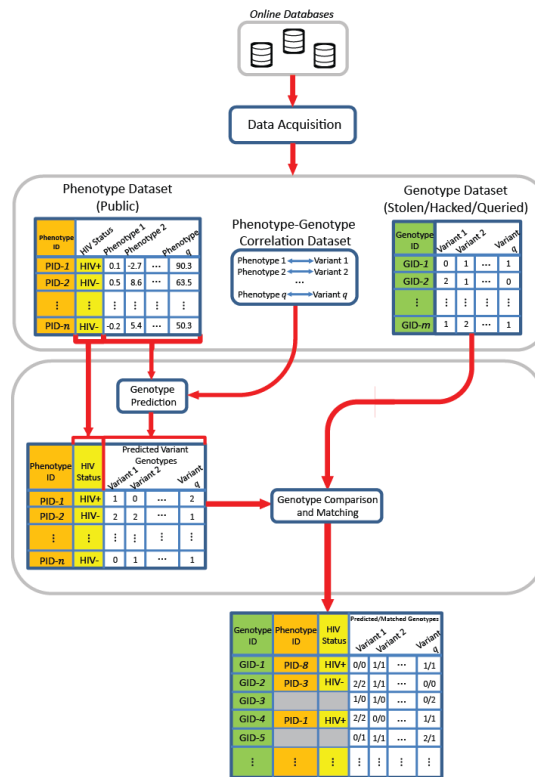 Online Databases
Data Acquisition
Phenotype Dataset
(Public)
Phenotype
ID
HIV Status
Phenotype 1
Phenotype 2
Phenotype
q
PID-1 HIV+ 0.1 -2.7 ... 90.3
PID-2 HIV- 0.5 8.6 ... 63.5
⋮ ⋮ ⋮ ⋮ ⋮
PID-n HIV- -0.2 5.4 ... 50.3
Phenotype-Genotype
Correlation Dataset
Phenotype 1 Variant 1
Phenotype 2 Variant 2
...
Phenotype q Variant q
Genotype Dataset
(Stolen/Hacked/Queried)
Genotype
ID
Variant 1
Variant 2
Variant
q
GID-1 0 1 ... 1
GID-2 2 1 ... 0
⋮ ⋮ ⋮ ⋮
GID-m 1 2 ... 1
Genotype
Prediction
Phenotype
ID
HIV
Status
Predicted Variant
Genotypes
Variant 1
Variant 2
Variant
q
PID-1 HIV+ 1 0 ... 2
PID-2 HIV- 2 2 ... 1
⋮ ⋮ ⋮ ⋮ ⋮
PID-n HIV- 0 1 ... 1
Genotype Comparison
and Matching
Genotype
ID
Phenotype
ID
HIV
Status
Predicted/Matched Genotypes
Variant 1
Variant 2
Variant
q
GID-1 PID-8 HIV+ 0/0 1/1 ... 1/1
GID-2 PID-3 HIV- 2/2 1/1 ... 0/0
GID-3 1/0 1/0 ... 0/2
GID-4 PID-1 HIV+ 2/2 0/0 ... 1/1
GID-5 0/1 1/1 ... 2/1
⋮ ⋮ ⋮ ⋮ ⋮ ⋮